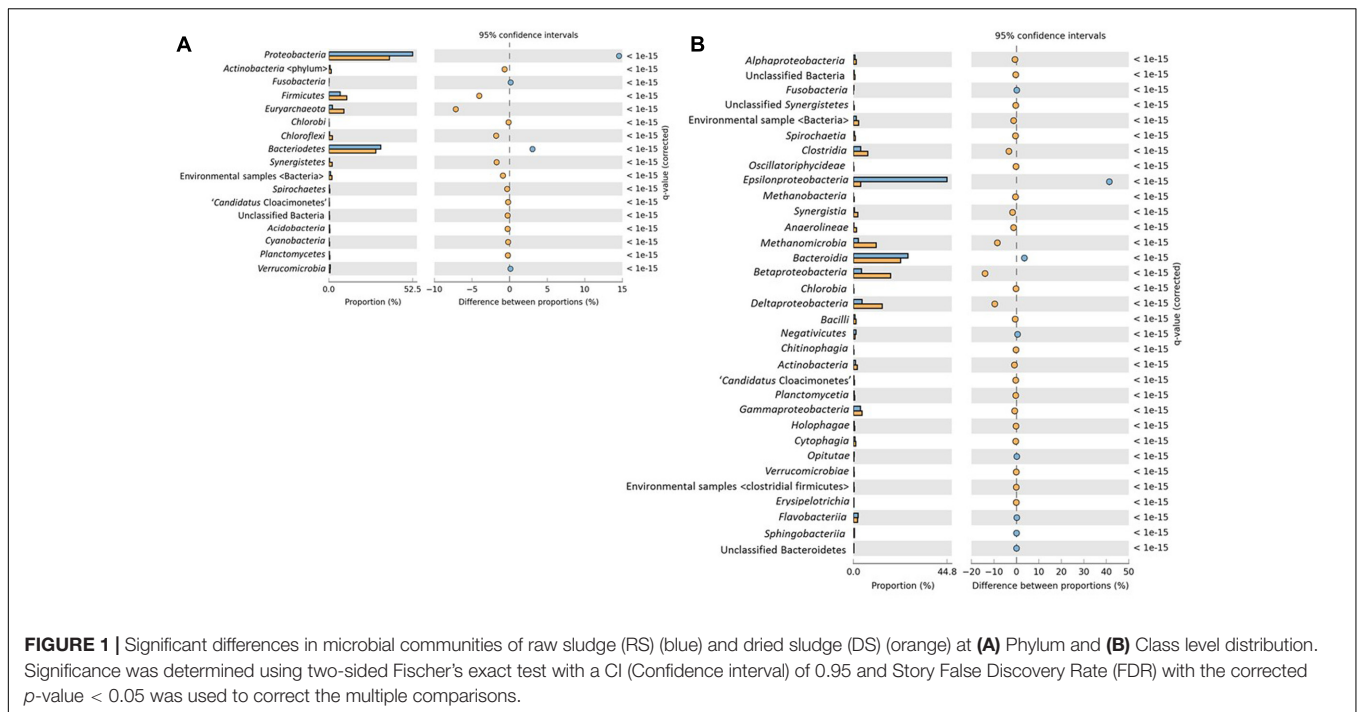 A
95% confidence intervals
Proteobacteria < 1e-15
Actinobacteria <phylum> < 1e-15
Fusobacteria < 1e-15
Firmicutes < 1e-15
Euryarchaeota < 1e-15
Chlorobi < 1e-15
Chloroflexi < 1e-15
Bacteriodetes < 1e-15
Synergistetes < 1e-15
Environmental samples <Bacteria> < 1e-15
Spirochaetes < 1e-15
'Candidatus Cloacimonetes' < 1e-15
Unclassified Bacteria < 1e-15
Acidobacteria < 1e-15
Cyanobacteria < 1e-15
Planctomycetes < 1e-15
Verrucomicrobia < 1e-15
q-value (corrected)
0.0 52.5 −10 −5 0 5 10 15
Proportion (%) Difference between proportions (%)
B
95% confidence intervals
Alphaproteobacteria < 1e-15
Unclassified Bacteria < 1e-15
Fusobacteria < 1e-15
Unclassified Synergistetes < 1e-15
Environmental sample <Bacteria> < 1e-15
Spirochaetia < 1e-15
Clostridia < 1e-15
Oscillatoriphycideae < 1e-15
Epsilonproteobacteria < 1e-15
Methanobacteria < 1e-15
Synergistia < 1e-15
Anaerolineae < 1e-15
Methanomicrobia < 1e-15
Bacteroidia < 1e-15
Betaproteobacteria < 1e-15
Chlorobia < 1e-15
Deltaproteobacteria < 1e-15
Bacilli < 1e-15
Negativicutes < 1e-15
Chitinophagia < 1e-15
Actinobacteria < 1e-15
'Candidatus Cloacimonetes' < 1e-15
Planctomycetia < 1e-15
Gammaproteobacteria < 1e-15
Holophagae < 1e-15
Cytophagia < 1e-15
Opitutae < 1e-15
Verrucomicrobiae < 1e-15
Environmental samples <clostridial firmicutes> < 1e-15
Erysipelotrichia < 1e-15
Flavobacteriia < 1e-15
Sphingobacteriia < 1e-15
Unclassified Bacteroidetes < 1e-15
q-value (corrected)
0.0 44.8 −20 −10 0 10 20 30 40 50
Proportion (%) Difference between proportions (%)
FIGURE 1 | Significant differences in microbial communities of raw sludge (RS) (blue) and dried sludge (DS) (orange) at (A) Phylum and (B) Class level distribution.
Significance was determined using two-sided Fischer's exact test with a CI (Confidence interval) of 0.95 and Story False Discovery Rate (FDR) with the corrected
p-value < 0.05 was used to correct the multiple comparisons.